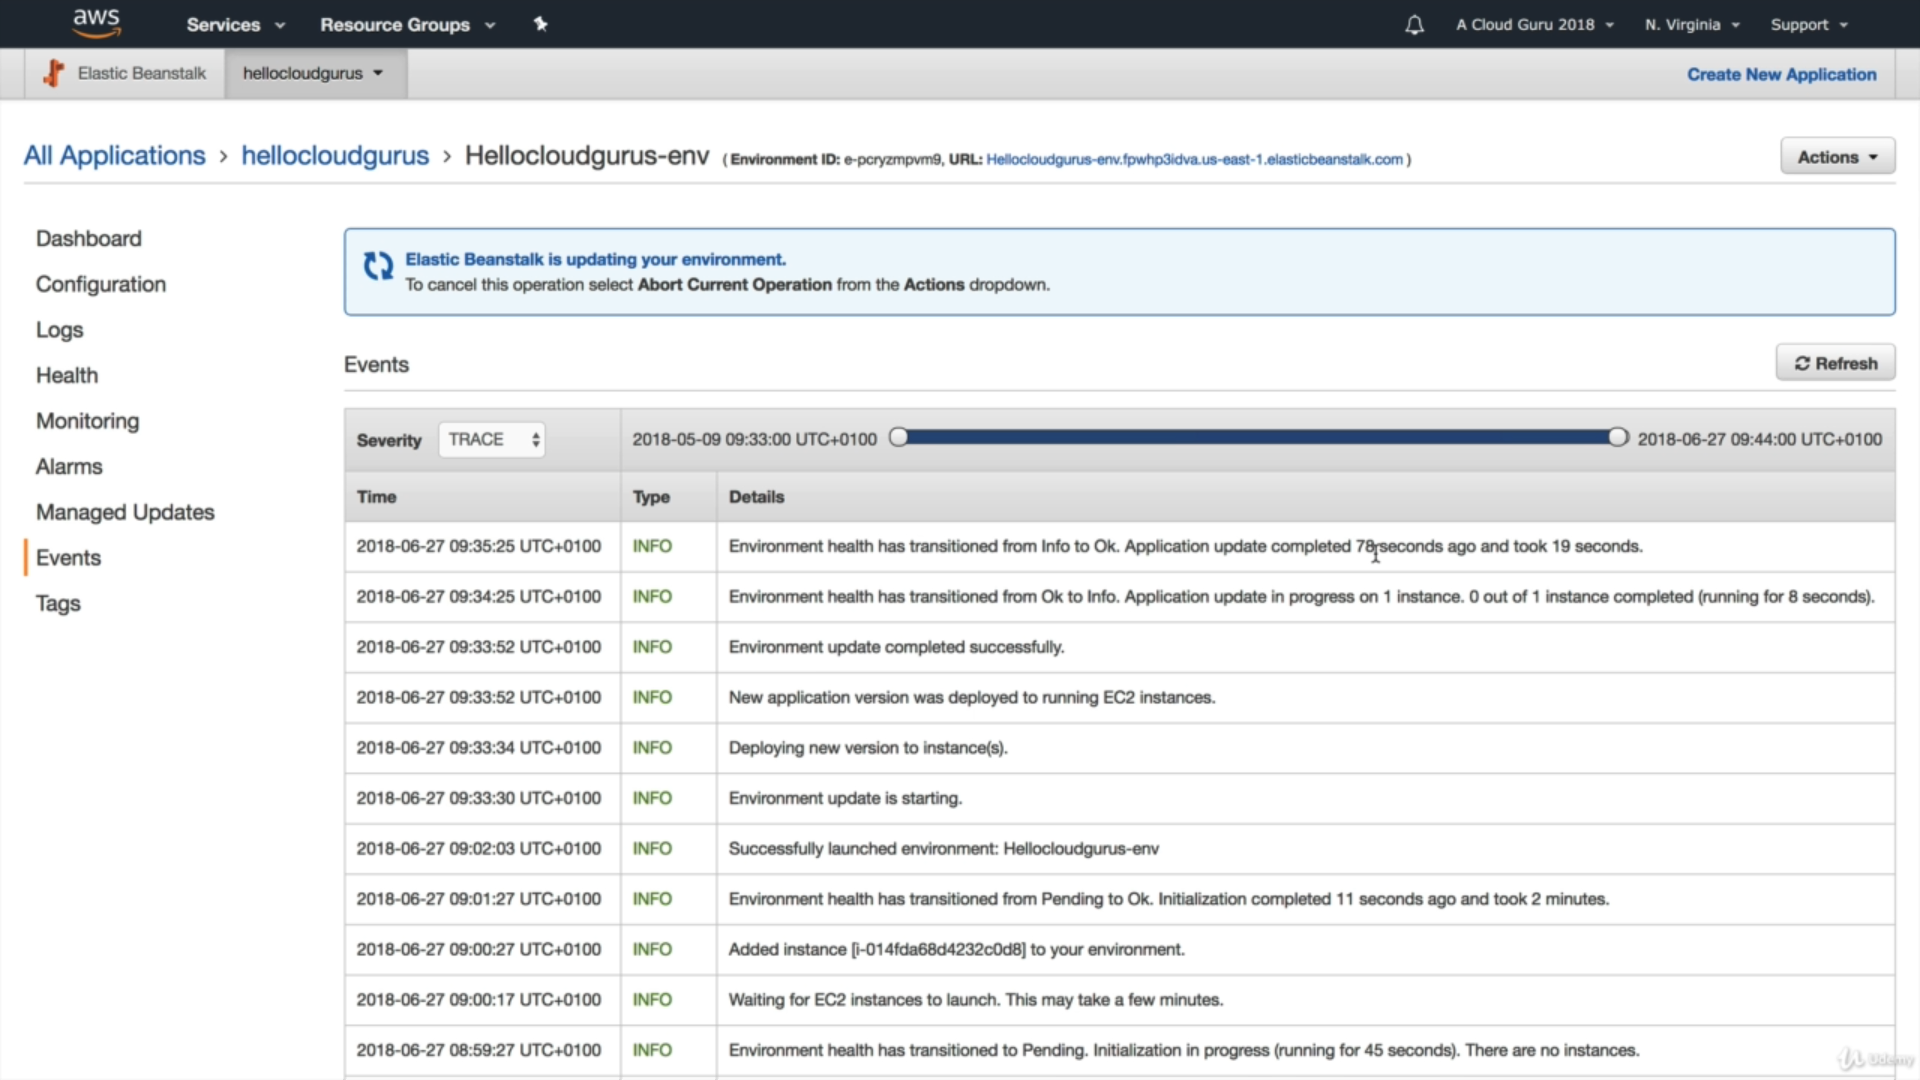 aws Services Resource Groups A Cloud Guru 2018 N. Virginia Support
Elastic Beanstalk hellocloudgurus Create New Application
All Applications › hellocloudgurus › Hellocloudgurus-env ( Environment ID: e-pcryzmpvm9, URL: Hellocloudgurus-env.fpwhp3idva.us-east-1.elasticbeanstalk.com ) Actions
Dashboard
Configuration
Logs
Health
Monitoring
Alarms
Managed Updates
Events
Tags
Elastic Beanstalk is updating your environment.
To cancel this operation select Abort Current Operation from the Actions dropdown.
Events Refresh
Severity TRACE 2018-05-09 09:33:00 UTC+0100 2018-06-27 09:44:00 UTC+0100
Time Type Details
2018-06-27 09:35:25 UTC+0100 INFO Environment health has transitioned from Info to Ok. Application update completed 78 seconds ago and took 19 seconds.
2018-06-27 09:34:25 UTC+0100 INFO Environment health has transitioned from Ok to Info. Application update in progress on 1 instance. 0 out of 1 instance completed (running for 8 seconds).
2018-06-27 09:33:52 UTC+0100 INFO Environment update completed successfully.
2018-06-27 09:33:52 UTC+0100 INFO New application version was deployed to running EC2 instances.
2018-06-27 09:33:34 UTC+0100 INFO Deploying new version to instance(s).
2018-06-27 09:33:30 UTC+0100 INFO Environment update is starting.
2018-06-27 09:02:03 UTC+0100 INFO Successfully launched environment: Hellocloudgurus-env
2018-06-27 09:01:27 UTC+0100 INFO Environment health has transitioned from Pending to Ok. Initialization completed 11 seconds ago and took 2 minutes.
2018-06-27 09:00:27 UTC+0100 INFO Added instance [i-014fda68d4232c0d8] to your environment.
2018-06-27 09:00:17 UTC+0100 INFO Waiting for EC2 instances to launch. This may take a few minutes.
2018-06-27 08:59:27 UTC+0100 INFO Environment health has transitioned to Pending. Initialization in progress (running for 45 seconds). There are no instances.
Udemy